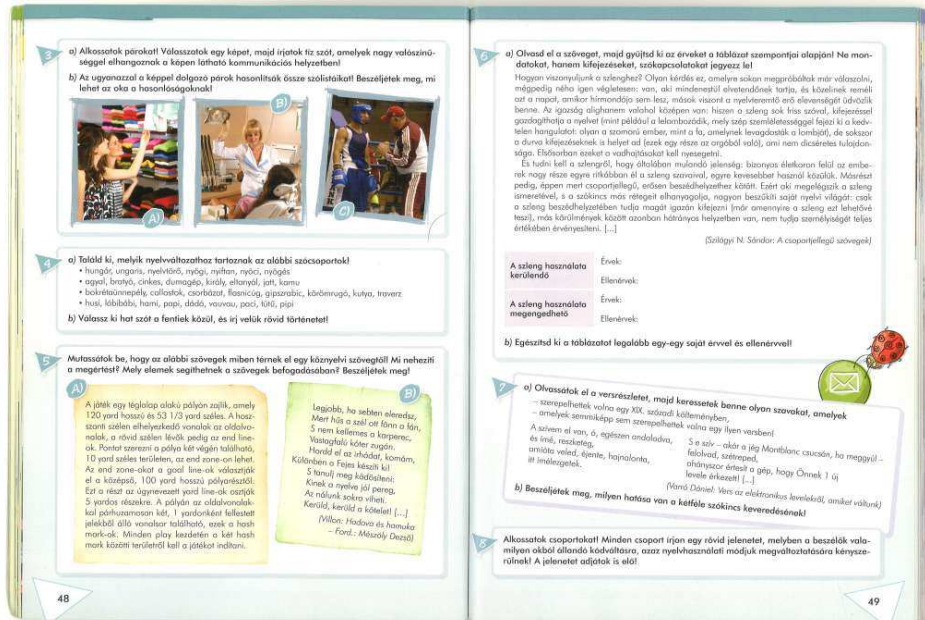 3
a) Alkossatok párokat! Válasszatok egy képet, majd írjatok tíz szót, amelyek nagy valószínű-
séggel elhangoznak a képen látható kommunikációs helyzetben!
b) Az ugyanazzal a képpel dolgozó párok hasonlítsák össze szólistáikat! Beszéljétek meg, mi
lehet az oka a hasonlóságoknak!
A)
B)
C)
4
a) Találd ki, melyik nyelvváltozathoz tartoznak az alábbi szócsoportok!
• hungár, ungaris, nyelvtörő, nyögi, nyiftan, nyöci, nyögés
• agyal, bratyó, cinkes, dumagép, király, eltanyál, jatt, kamu
• bokrétaünnepély, collastok, csorbázat, flosnicúg, gipszrabic, körömrugó, kutya, traverz
• husi, lóbibábi, hami, papi, dádá, vauvau, paci, tütű, pipi
b) Válassz ki hat szót a fentiek közül, és írj velük rövid történetet!
5
Mutassátok be, hogy az alábbi szövegek miben térnek el egy köznyelvi szövegtől! Mi nehezíti
a megértést? Mely elemek segíthetnek a szövegek befogadásában? Beszéljétek meg!
A)
A játék egy téglalap alakú pályán zajlik, amely
120 yard hosszú és 53 1/3 yard széles. A hosz-
szanti szélen elhelyezkedő vonalak az oldalvo-
nalak, a rövid szélen lévők pedig az end line-
ok. Pontot szerezni a pálya két végén található,
10 yard széles területen, az end zone-on lehet.
Az end zone-okat a goal line-ok választják
el a középső, 100 yard hosszú pályarésztől.
Ezt a részt az úgynevezett yard line-ok osztják
5 yardos részekre. A pályán az oldalvonalak-
kal párhuzamosan két, 1 yardonként felfestett
jelekből álló vonalsor található, ezek a hash
mark-ok. Minden play kezdetén a két hash
mark közötti területről kell a játékot indítani.
B)
Legjobb, ha sebten eleredsz,
Mert hűs a szél ott fönn a fán,
S nem kellemes a karperec,
Vastagfalú kóter zugán.
Hordd el az irhádat, komám,
Különben a Fejes készíti ki!
S tanulj meg ködösíteni:
Kinek a nyelve jól pereg,
Az nálunk sokra viheti.
Kerüld, kerüld a kötelet! [...]
(Villon: Hadova és hamuka
– Ford.: Mészöly Dezső)
48
6
a) Olvasd el a szöveget, majd gyűjtsd ki az érveket a táblázat szempontjai alapján! Ne mon-
datokat, hanem kifejezéseket, szókapcsolatokat jegyezz le!
Hogyan viszonyuljunk a szlenghez? Olyan kérdés ez, amelyre sokan megpróbáltak már válaszolni,
mégpedig néha igen végletesen: van, aki mindenestül elvetendőnek tartja, és közelinek reméli
azt a napot, amikor hírmondója sem lesz, mások viszont a nyelvteremtő erő elevenségét üdvözlik
benne. Az igazság alighanem valahol középen van: hiszen a szleng sok friss szóval, kifejezéssel
gazdagíthatja a nyelvet (mint például a lelombozódik, mely szép szemléletességgel fejezi ki a kedv-
telen hangulatot: olyan a szomorú ember, mint a fa, amelynek levagdosták a lombját), de sokszor
a durva kifejezéseknek is helyet ad (ezek egy része az argóból való), ami nem dicséretes tulajdon-
sága. Elsősorban ezeket a vadhajtásokat kell nyesegetni.
És tudni kell a szlengről, hogy általában mulandó jelenség: bizonyos életkoron felül az embe-
rek nagy része egyre ritkábban él a szleng szavaival, egyre kevesebbet használ közülük. Másrészt
pedig, éppen mert csoportjellegű, erősen beszédhelyzethez kötött. Ezért aki megelégszik a szleng
ismeretével, s a szókincs más rétegeit elhanyagolja, nagyon beszűkíti saját nyelvi világát: csak
a szleng beszédhelyzetében tudja magát igazán kifejezni (már amennyire a szleng ezt lehetővé
teszi), más körülmények között azonban hátrányos helyzetben van, nem tudja személyiségét teljes
értékében érvényesíteni. [...]
(Szilágyi N. Sándor: A csoportjellegű szövegek)
A szleng használata
kerülendő
Érvek:
Ellenérvek:
A szleng használata
megengedhető
Érvek:
Ellenérvek:
b) Egészítsd ki a táblázatot legalább egy-egy saját érvvel és ellenérvvel!
7
a) Olvassátok el a versrészletet, majd keressetek benne olyan szavakat, amelyek
– szerepelhettek volna egy XIX. századi költeményben,
– amelyek semmiképp sem szerepelhettek volna egy ilyen versben!
A szívem el van, ó, egészen andalodva,
és ímé, reszketeg,
amióta veled, éjente, hajnalonta,
itt ímélezgetek.
S e szív – akár a jég Montblanc csucsán, ha meggyúl –
felolvad, szétreped,
ahányszor értesít a gép, hogy Önnek 1 új
levele érkezett! [...]
(Varró Dániel: Vers az elektronikus levelekről, amiket váltunk)
b) Beszéljétek meg, milyen hatása van a kétféle szókincs keveredésének!
8
Alkossatok csoportokat! Minden csoport írjon egy rövid jelenetet, melyben a beszélők vala-
milyen okból állandó kódváltásra, azaz nyelvhasználati módjuk megváltoztatására kénysze-
rülnek! A jelenetet adjátok is elő!
49